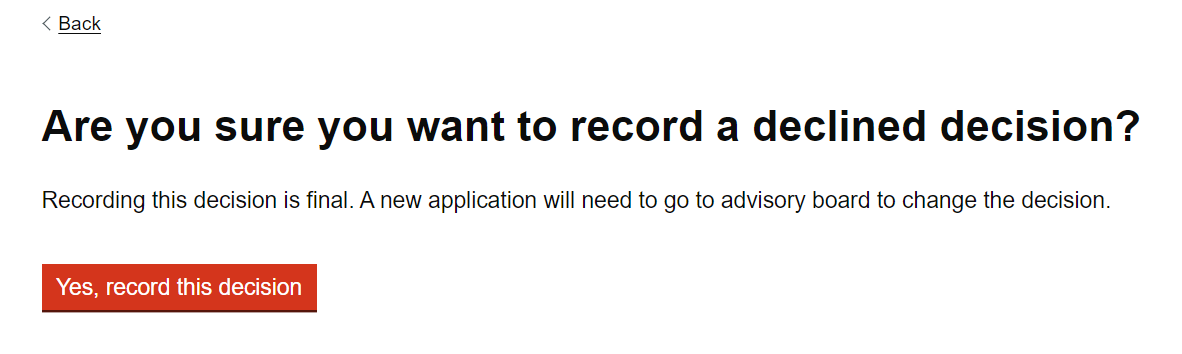 Back
Are you sure you want to record a declined decision?
Recording this decision is final. A new application will need to go to advisory board to change the decision.
Yes, record this decision